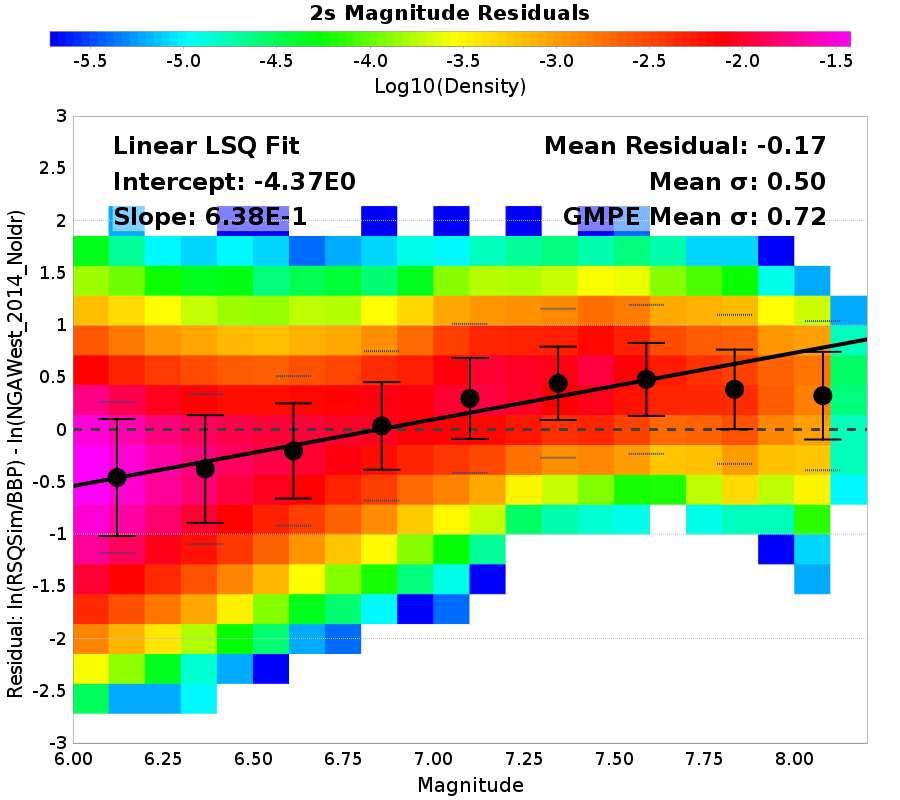 2s Magnitude Residuals
-5.5 -5.0 -4.5 -4.0 -3.5 -3.0 -2.5 -2.0 -1.5
Log10(Density)
Linear LSQ Fit
Intercept: -4.37E0
Slope: 6.38E-1
Mean Residual: -0.17
Mean σ: 0.50
GMPE Mean σ: 0.72
Residual: ln(RSQSim/BBP) - ln(NGAWest_2014_NoIdr)
3
2.5
2
1.5
1
0.5
0
-0.5
-1
-1.5
-2
-2.5
-3
6.00 6.25 6.50 6.75 7.00 7.25 7.50 7.75 8.00
Magnitude